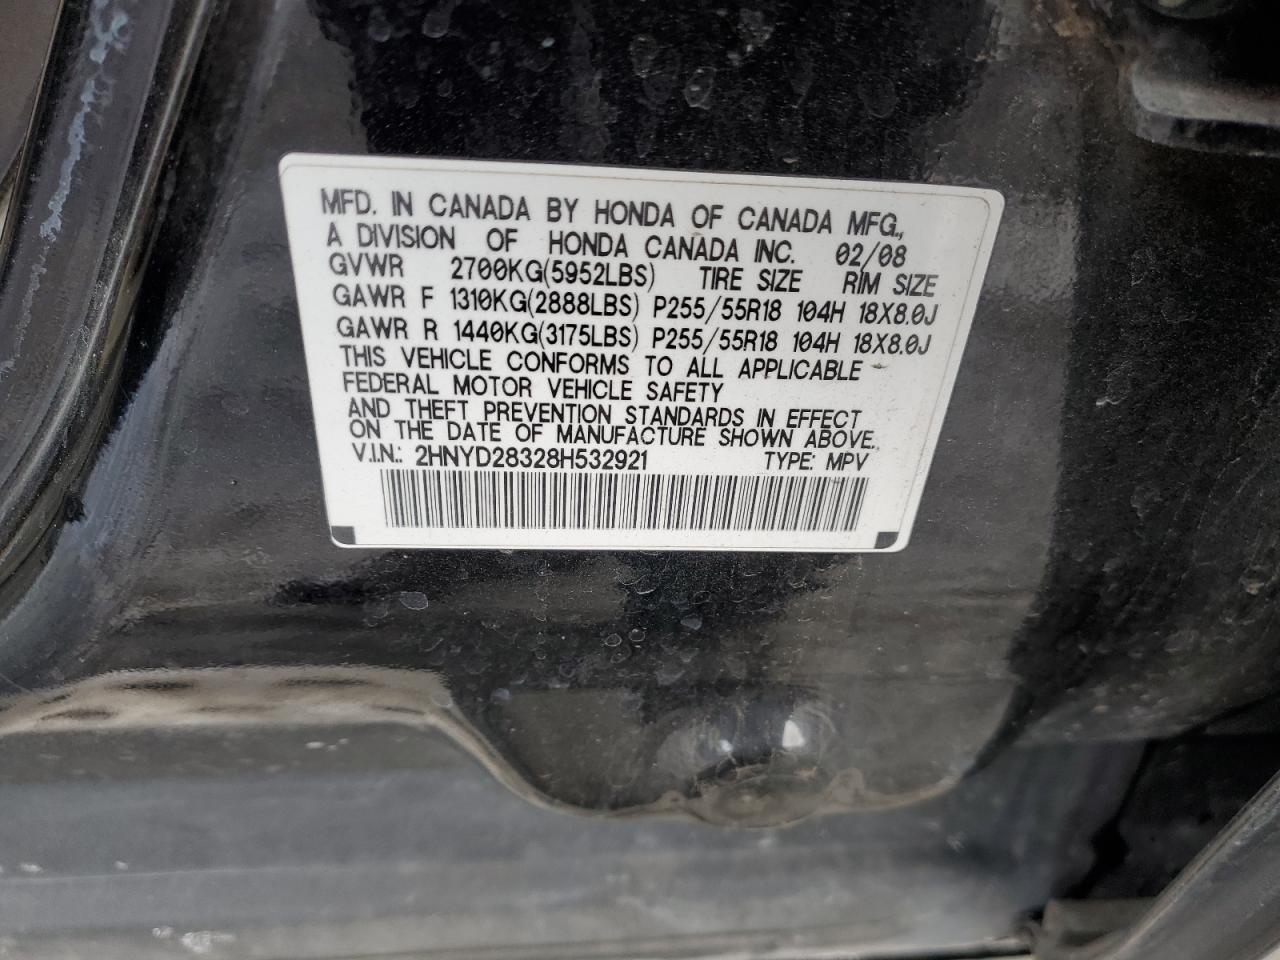 MFD. IN CANADA BY HONDA OF CANADA MFG.,
A DIVISION OF HONDA CANADA INC. 02/08
GVWR 2700KG(5952LBS) TIRE SIZE RIM SIZE
GAWR F 1310KG(2888LBS) P255/55R18 104H 18X8.0J
GAWR R 1440KG(3175LBS) P255/55R18 104H 18X8.0J
THIS VEHICLE CONFORMS TO ALL APPLICABLE
FEDERAL MOTOR VEHICLE SAFETY
AND THEFT PREVENTION STANDARDS IN EFFECT
ON THE DATE OF MANUFACTURE SHOWN ABOVE.
V.I.N.: 2HNYD28328H532921 TYPE: MPV